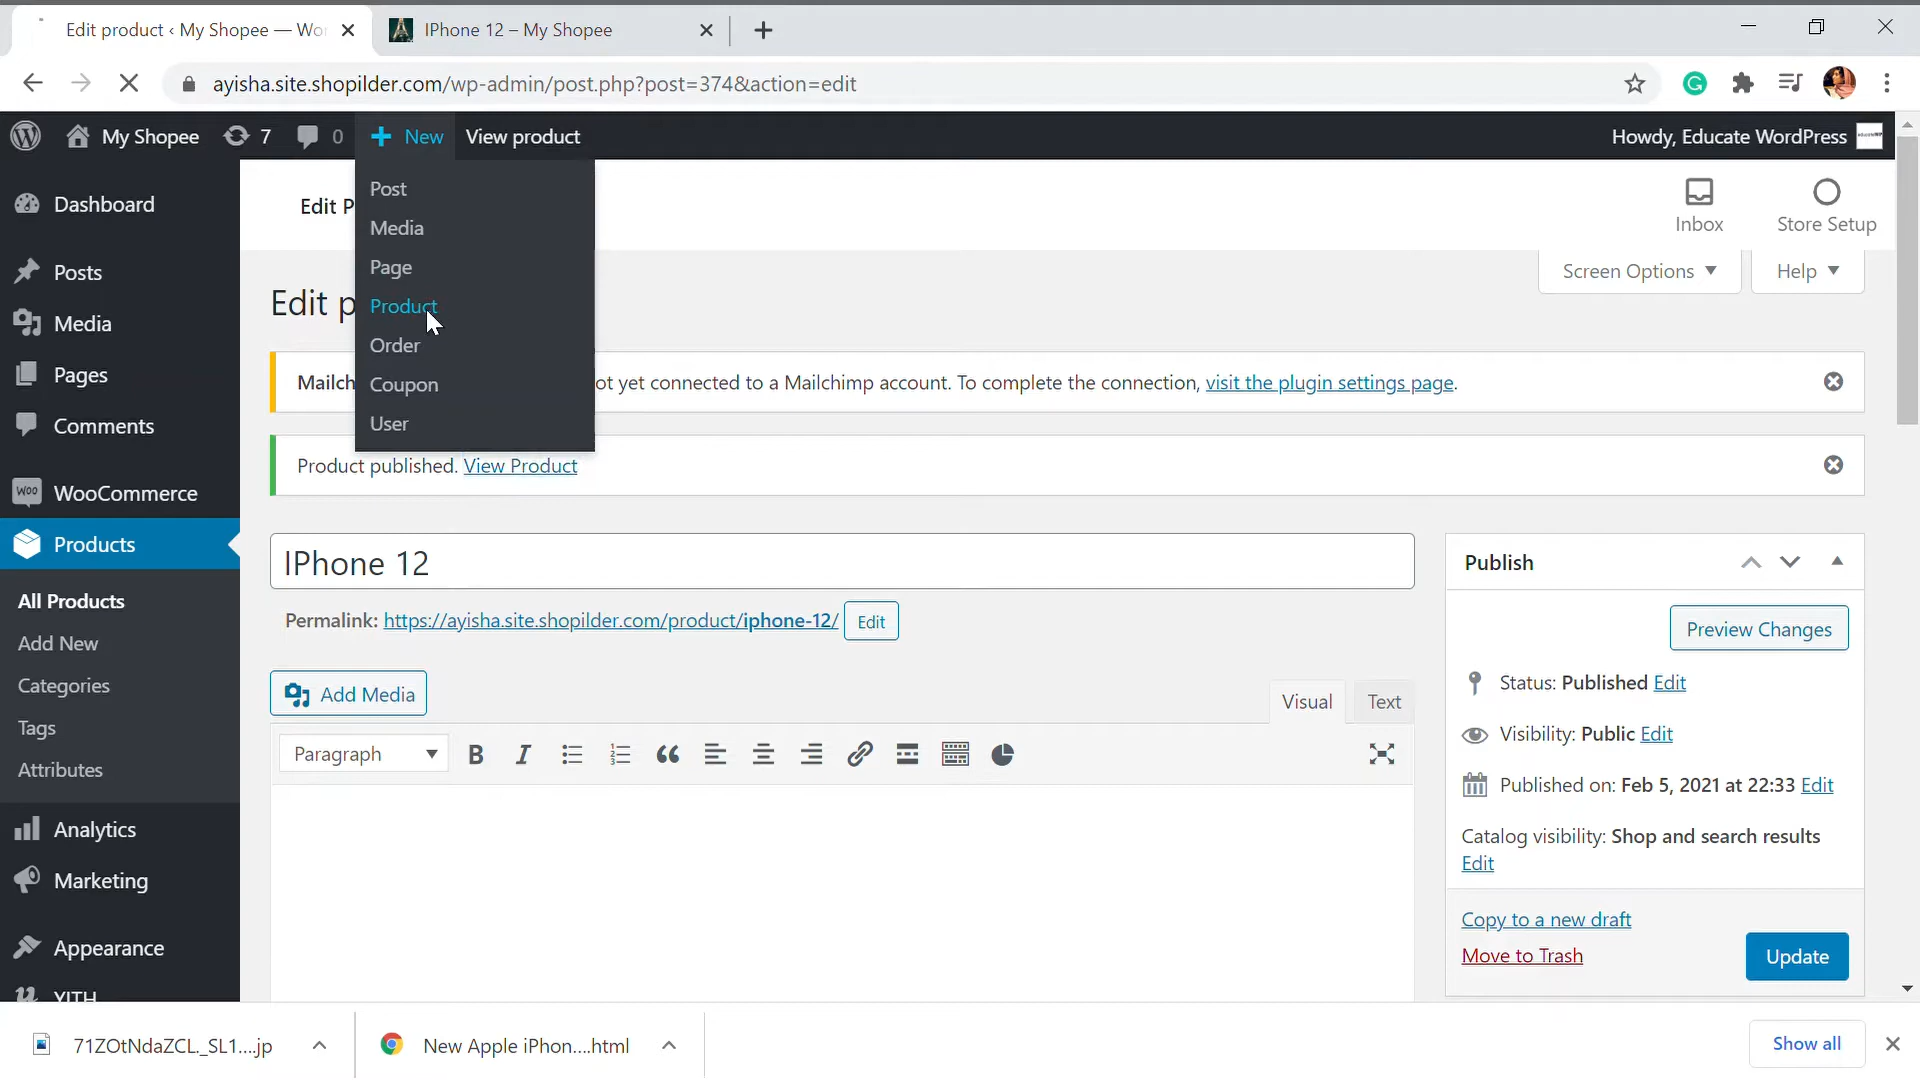 Edit product ‹ My Shopee — Wor
IPhone 12 – My Shopee
ayisha.site.shopilder.com/wp-admin/post.php?post=374&action=edit
My Shopee
7
0
New
View product
Howdy, Educate WordPress
Dashboard
Posts
Media
Pages
Comments
WooCommerce
Products
All Products
Add New
Categories
Tags
Attributes
Analytics
Marketing
Appearance
YITH
Post
Media
Page
Product
Order
Coupon
User
Edit P
Inbox
Store Setup
Screen Options
Help
Edit p
Mailch
ot yet connected to a Mailchimp account. To complete the connection, visit the plugin settings page.
Product published. View Product
IPhone 12
Permalink: https://ayisha.site.shopilder.com/product/iphone-12/ Edit
Add Media
Visual
Text
Paragraph
Publish
Preview Changes
Status: Published Edit
Visibility: Public Edit
Published on: Feb 5, 2021 at 22:33 Edit
Catalog visibility: Shop and search results
Edit
Copy to a new draft
Move to Trash
Update
71ZOtNdaZCL._SL1....jp
New Apple iPhon....html
Show all